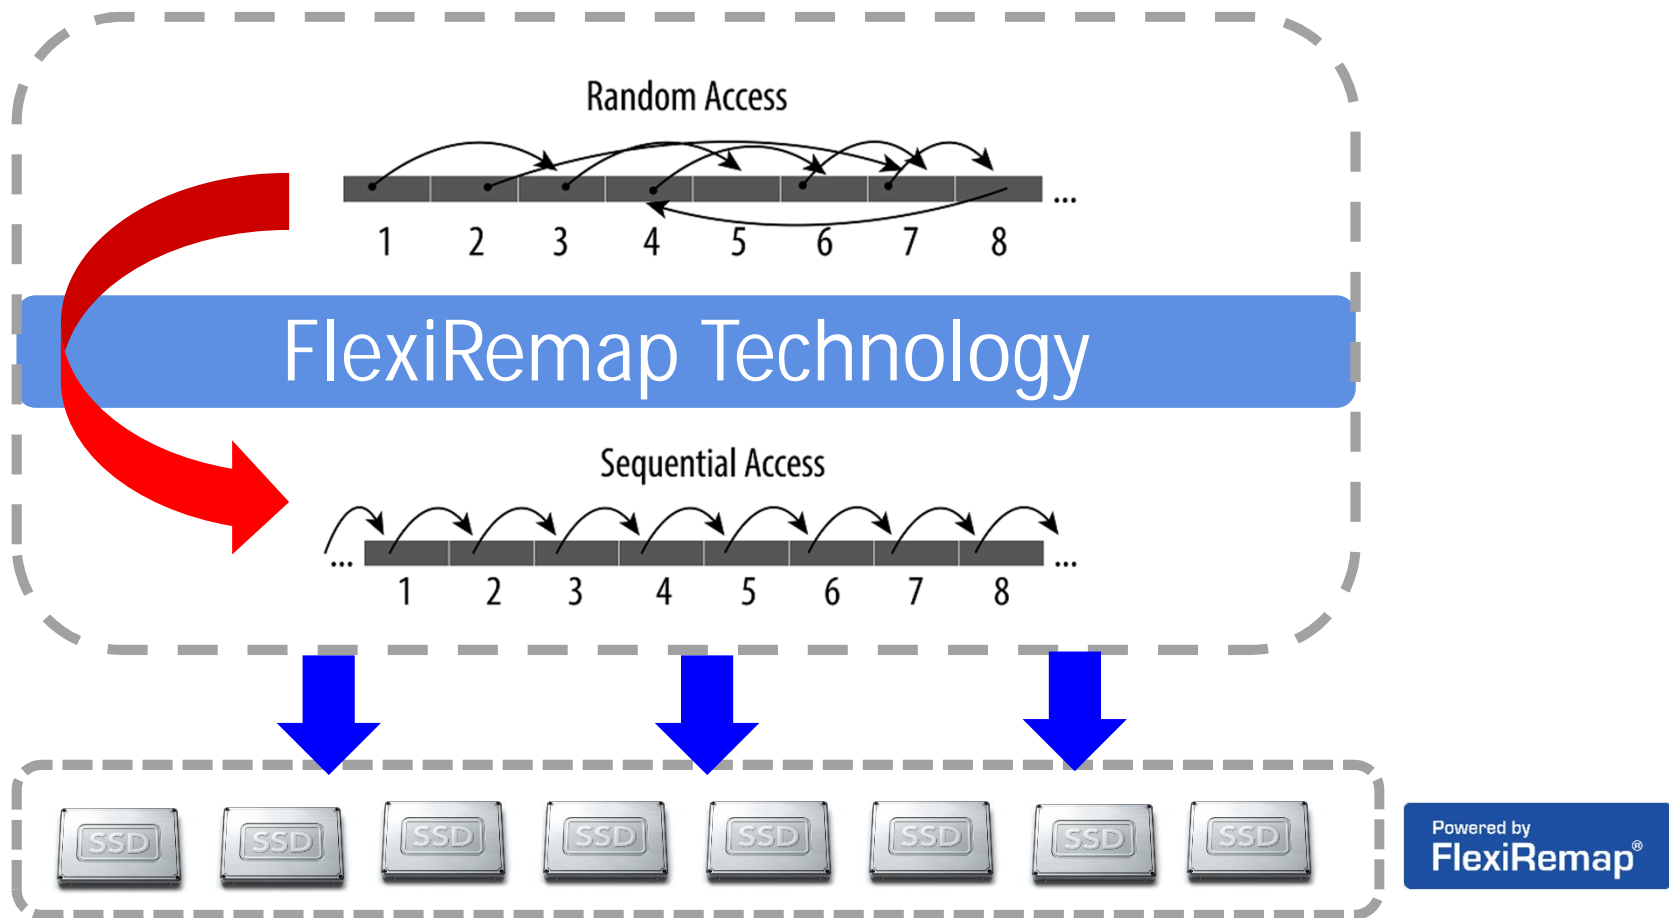 Random Access
...
1 2 3 4 5 6 7 8
FlexiRemap Technology
Sequential Access
... ...
1 2 3 4 5 6 7 8
SSD SSD SSD SSD SSD SSD SSD SSD
Powered by
FlexiRemap®